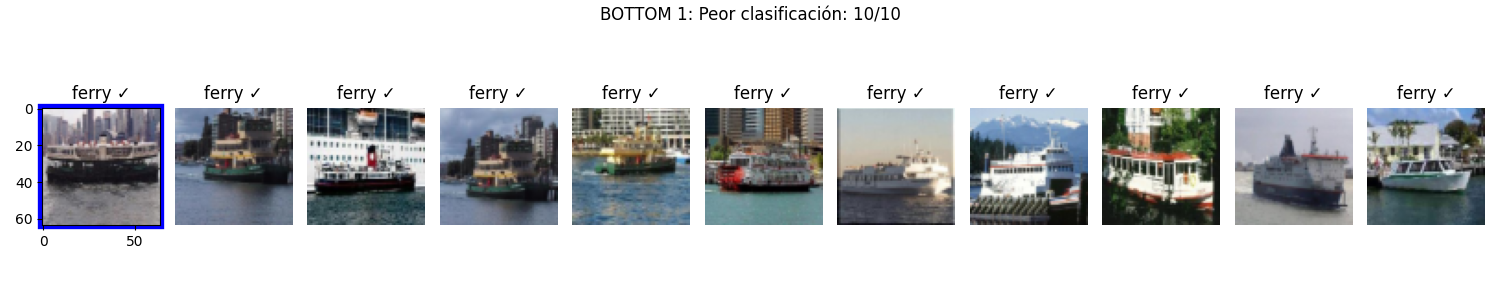 BOTTOM 1: Peor clasificación: 10/10
ferry ✓ ferry ✓ ferry ✓ ferry ✓ ferry ✓ ferry ✓ ferry ✓ ferry ✓ ferry ✓ ferry ✓ ferry ✓
0
20
40
60
0 50